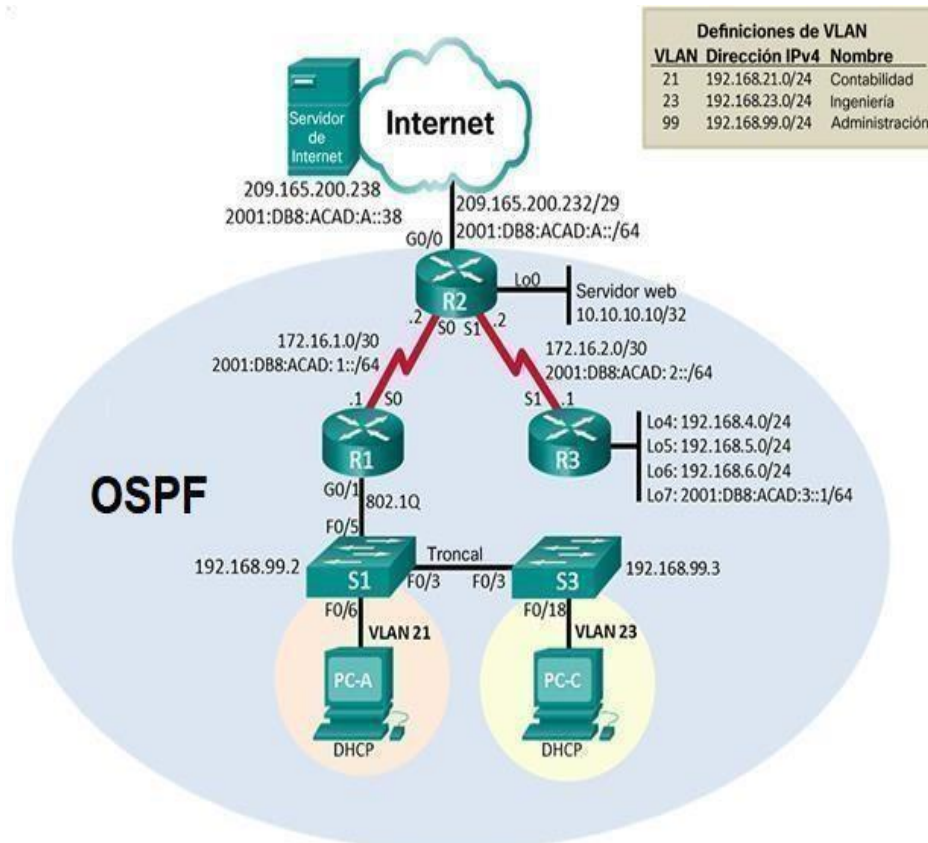 Definiciones de VLAN
VLAN Dirección IPv4 Nombre
21 192.168.21.0/24 Contabilidad
23 192.168.23.0/24 Ingeniería
99 192.168.99.0/24 Administración
Servidor
de
Internet
Internet
209.165.200.238
2001:DB8:ACAD:A::38
209.165.200.232/29
2001:DB8:ACAD:A::/64
G0/0
R2
Lo0
Servidor web
10.10.10.10/32
.2
S0
S1
.2
172.16.1.0/30
2001:DB8:ACAD: 1::/64
172.16.2.0/30
2001:DB8:ACAD: 2::/64
.1
S0
S1
.1
R1
R3
Lo4: 192.168.4.0/24
Lo5: 192.168.5.0/24
Lo6: 192.168.6.0/24
Lo7: 2001:DB8:ACAD:3::1/64
OSPF
G0/1
802.1Q
F0/5
Troncal
192.168.99.2
S1
F0/3
F0/3
S3
192.168.99.3
F0/6
F0/18
VLAN 21
VLAN 23
PC-A
PC-C
DHCP
DHCP